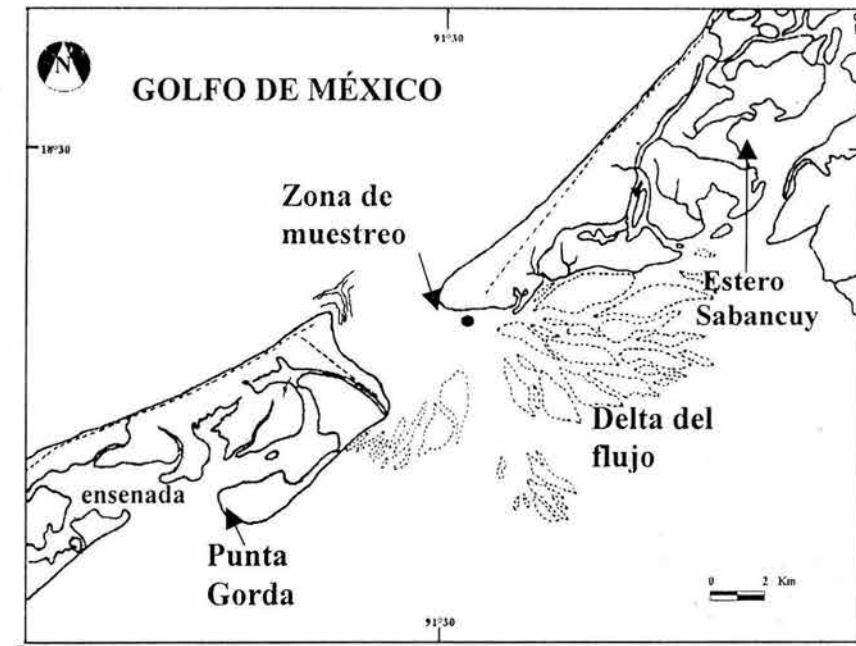 91°30
N
GOLFO DE MÉXICO
18°30
Zona de
muestreo
Estero
Sabancuy
Delta del
flujo
ensenada
Punta
Gorda
0 2 Km
91°30